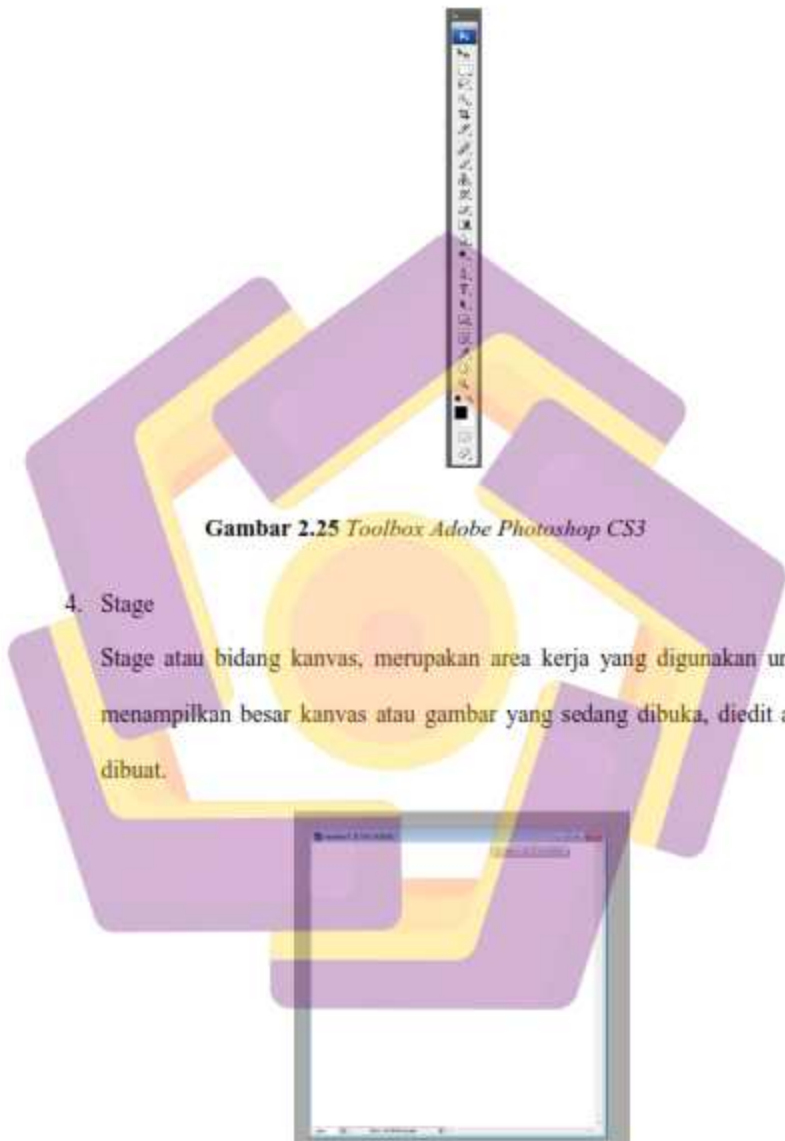 Ps
Gambar 2.25 Toolbox Adobe Photoshop CS3
4. Stage
Stage atau bidang kanvas, merupakan area kerja yang digunakan un
menampilkan besar kanvas atau gambar yang sedang dibuka, diedit a
dibuat.